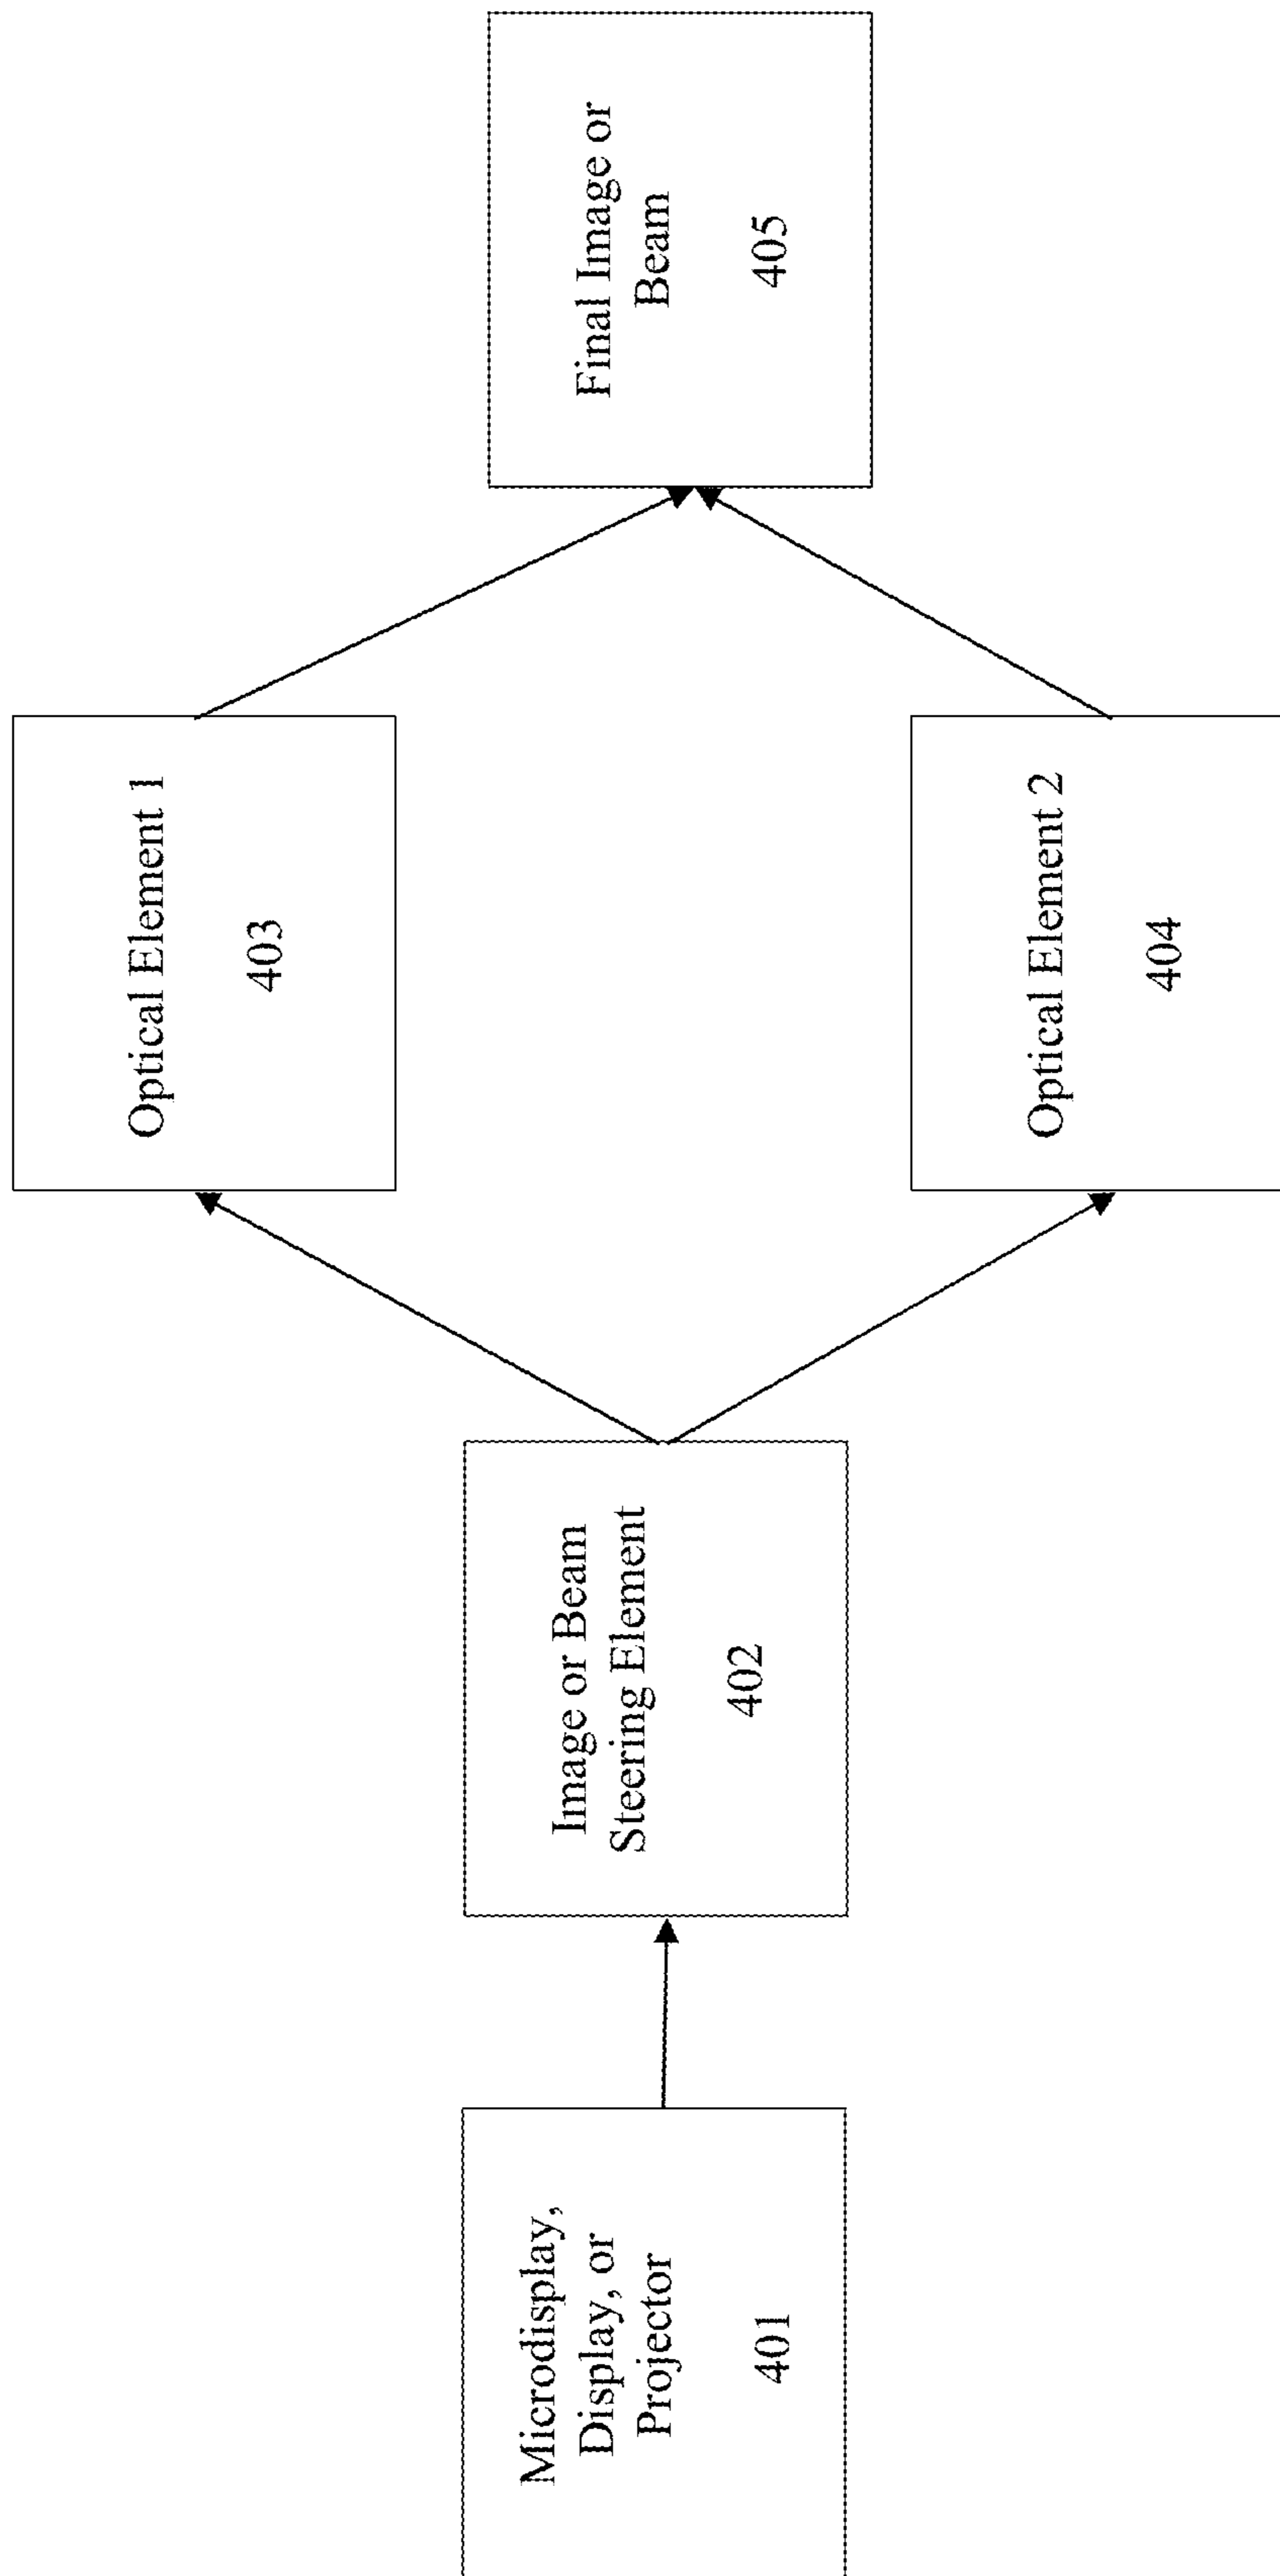 Microdisplay,
Display, or
Projector
401
Image or Beam
Steering Element
402
Optical Element 1
403
Optical Element 2
404
Final Image or
Beam
405